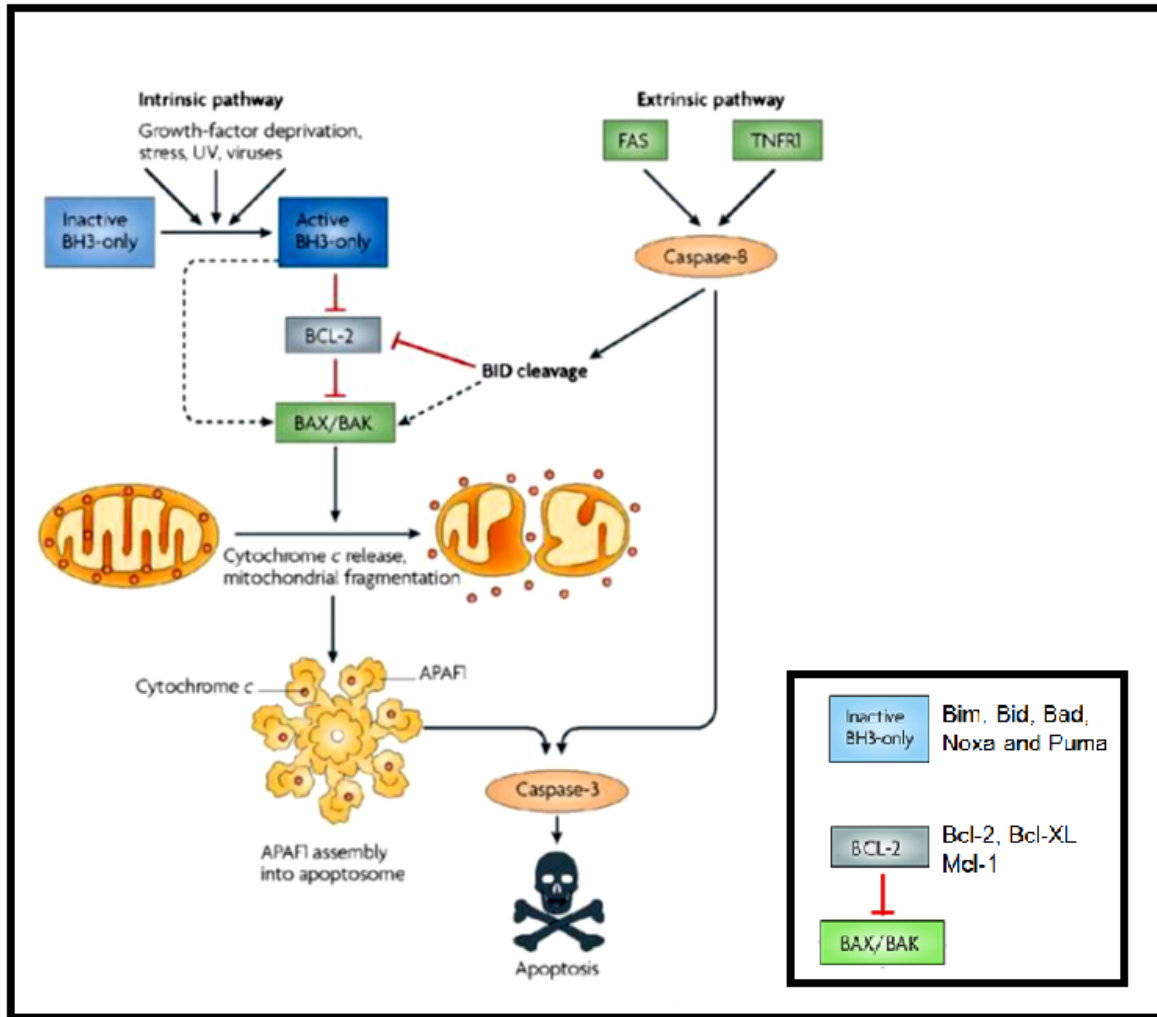 Intrinsic pathway
Growth-factor deprivation,
stress, UV, viruses
Inactive
BH3-only
Active
BH3-only
BCL-2
BAX/BAK
Extrinsic pathway
FAS
TNFR1
Caspase-8
BID cleavage
Cytochrome c release,
mitochondrial fragmentation
Cytochrome c
APAF1
APAF1 assembly
into apoptosome
Caspase-3
Apoptosis
Inactive
BH3-only
Bim, Bid, Bad,
Noxa and Puma
BCL-2
Bcl-2, Bcl-XL
Mcl-1
BAX/BAK